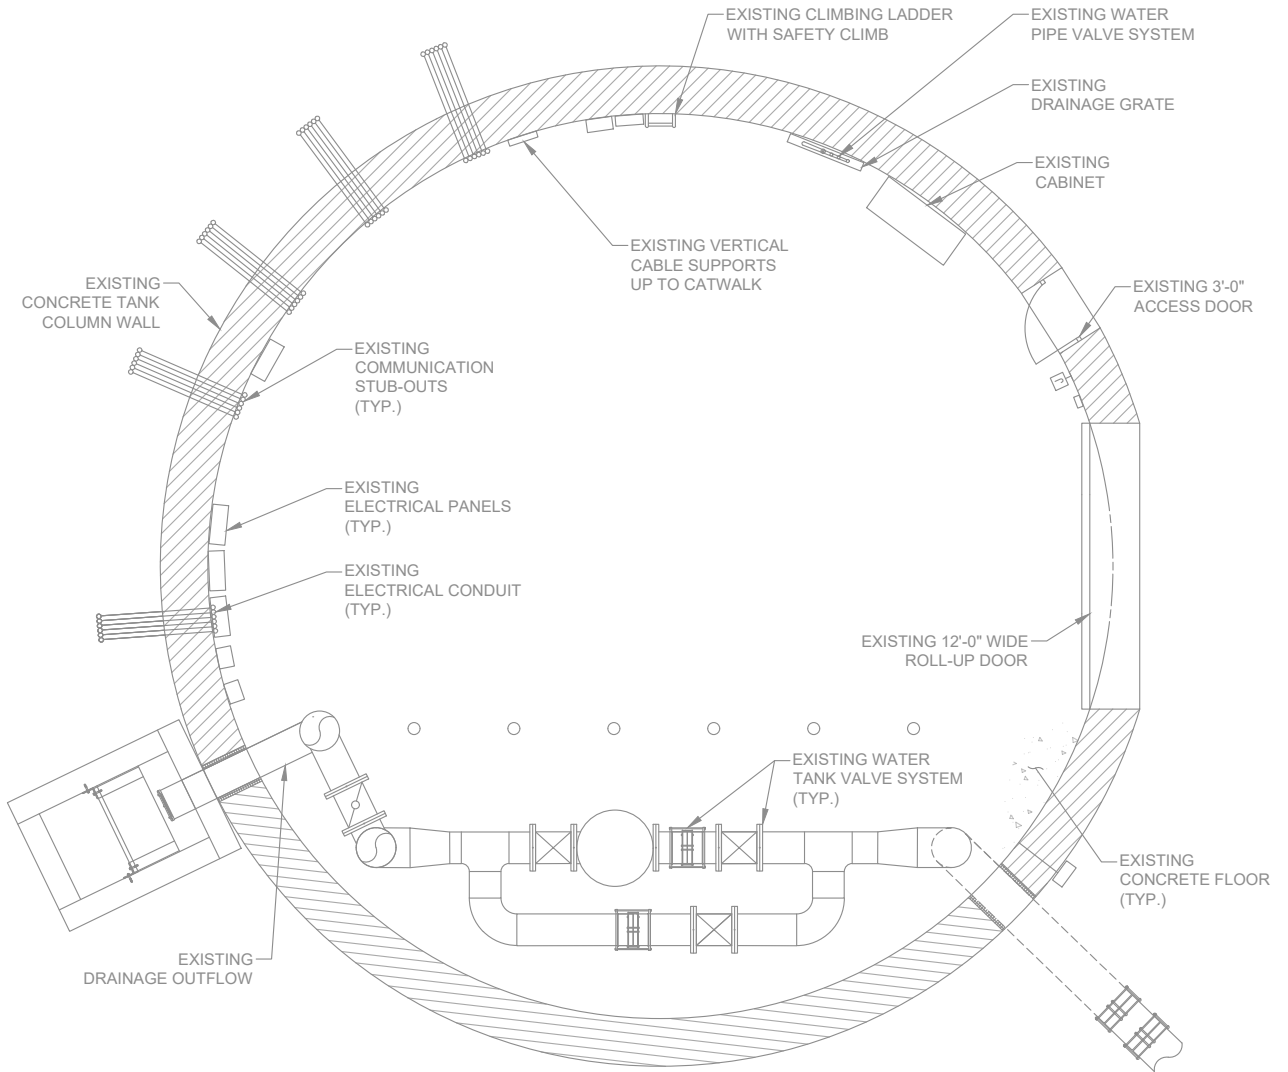 EXISTING CLIMBING LADDER
WITH SAFETY CLIMB
EXISTING WATER
PIPE VALVE SYSTEM
EXISTING
DRAINAGE GRATE
EXISTING
CABINET
EXISTING VERTICAL
CABLE SUPPORTS
UP TO CATWALK
EXISTING
CONCRETE TANK
COLUMN WALL
EXISTING 3'-0"
ACCESS DOOR
EXISTING
COMMUNICATION
STUB-OUTS
(TYP.)
EXISTING
ELECTRICAL PANELS
(TYP.)
EXISTING
ELECTRICAL CONDUIT
(TYP.)
EXISTING 12'-0" WIDE
ROLL-UP DOOR
EXISTING WATER
TANK VALVE SYSTEM
(TYP.)
EXISTING
CONCRETE FLOOR
(TYP.)
EXISTING
DRAINAGE OUTFLOW